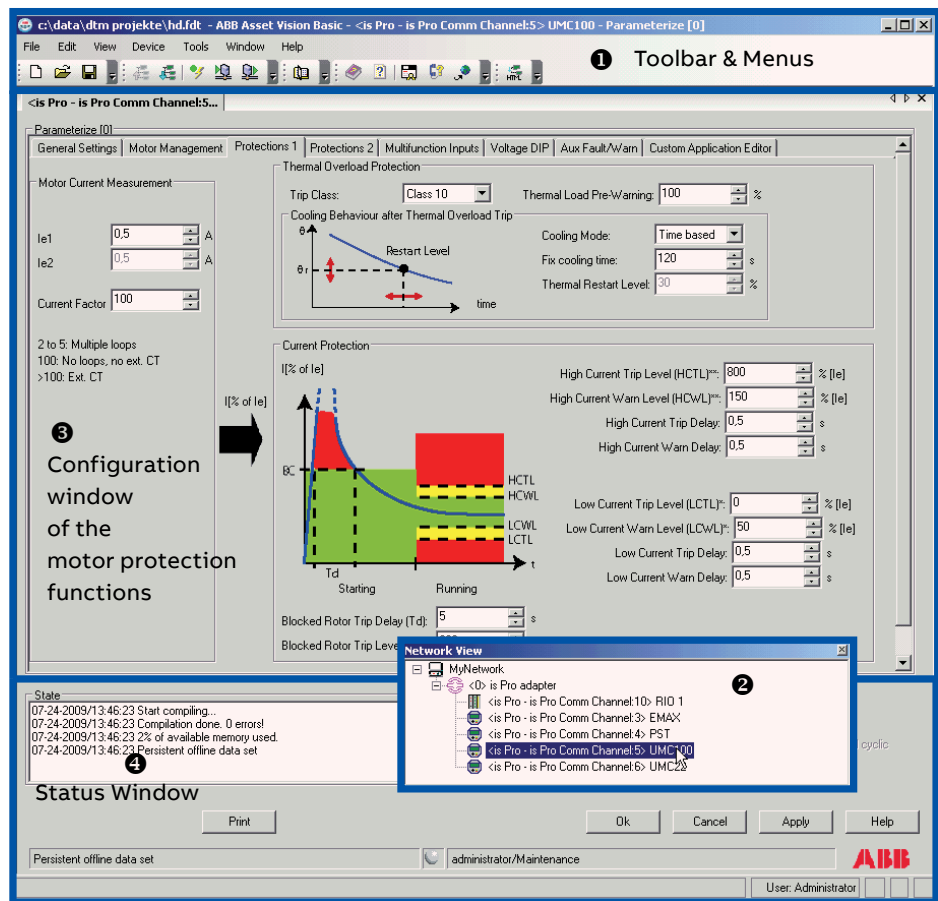 c:\data\dtm projekte\hd.fdt - ABB Asset Vision Basic - <is Pro - is Pro Comm Channel:5> UMC100 - Parameterize [0]
File Edit View Device Tools Window Help
❶ Toolbar & Menus
<is Pro - is Pro Comm Channel:5...
Parameterize [0]
General Settings Motor Management Protections 1 Protections 2 Multifunction Inputs Voltage DIP Aux Fault/Warn Custom Application Editor
Motor Current Measurement
Ie1 0,5 A
Ie2 0,5 A
Current Factor 100
2 to 5: Multiple loops
100: No loops, no ext. CT
>100: Ext. CT
❸
Configuration
window
of the
motor protection
functions
Thermal Overload Protection
Trip Class: Class 10 Thermal Load Pre-Warning: 100 %
Cooling Behaviour after Thermal Overload Trip
θ
Restart Level
θr
time
Cooling Mode: Time based
Fix cooling time: 120 s
Thermal Restart Level: 30 %
Current Protection
I[% of Ie]
I[% of Ie]
BC
HCTL
HCWL
LCWL
LCTL
Td
t
Starting Running
High Current Trip Level (HCTL)**: 800 % [Ie]
High Current Warn Level (HCWL)**: 150 % [Ie]
High Current Trip Delay: 0,5 s
High Current Warn Delay: 0,5 s
Low Current Trip Level (LCTL)*: 0 % [Ie]
Low Current Warn Level (LCWL)*: 50 % [Ie]
Low Current Trip Delay: 0,5 s
Low Current Warn Delay: 0,5 s
Blocked Rotor Trip Delay (Td): 5 s
Blocked Rotor Trip Leve
Network View
❷
MyNetwork
<0> is Pro adapter
<is Pro - is Pro Comm Channel:10> RIO 1
<is Pro - is Pro Comm Channel:3> EMAX
<is Pro - is Pro Comm Channel:4> PST
<is Pro - is Pro Comm Channel:5> UMC100
<is Pro - is Pro Comm Channel:6> UMC22
State
07-24-2009/13:46:23 Start compiling...
07-24-2009/13:46:23 Compilation done. 0 errors!
07-24-2009/13:46:23 2% of available memory used.
07-24-2009/13:46:23 Persistent offline data set
cyclic
❹
Status Window
Print Ok Cancel Apply Help
Persistent offline data set administrator/Maintenance ABB
User: Administrator